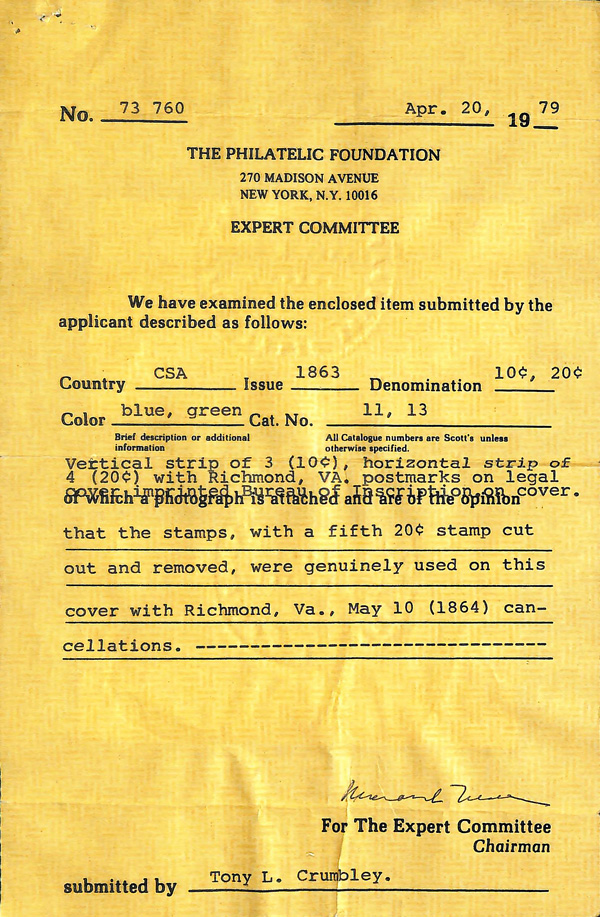 No. 73 760 Apr. 20, 19 79
THE PHILATELIC FOUNDATION
270 MADISON AVENUE
NEW YORK, N.Y. 10016
EXPERT COMMITTEE
We have examined the enclosed item submitted by the
applicant described as follows:
Country CSA Issue 1863 Denomination 10¢, 20¢
Color blue, green Cat. No. 11, 13
Brief description or additional information All Catalogue numbers are Scott's unless otherwise specified.
Vertical strip of 3 (10¢), horizontal strip of
4 (20¢) with Richmond, VA. postmarks on legal
cover imprinted Bureau of Inscription on cover.
of which a photograph is attached and are of the opinion
that the stamps, with a fifth 20¢ stamp cut
out and removed, were genuinely used on this
cover with Richmond, Va., May 10 (1864) can-
cellations. --------------------------------
For The Expert Committee
Chairman
submitted by Tony L. Crumbley.